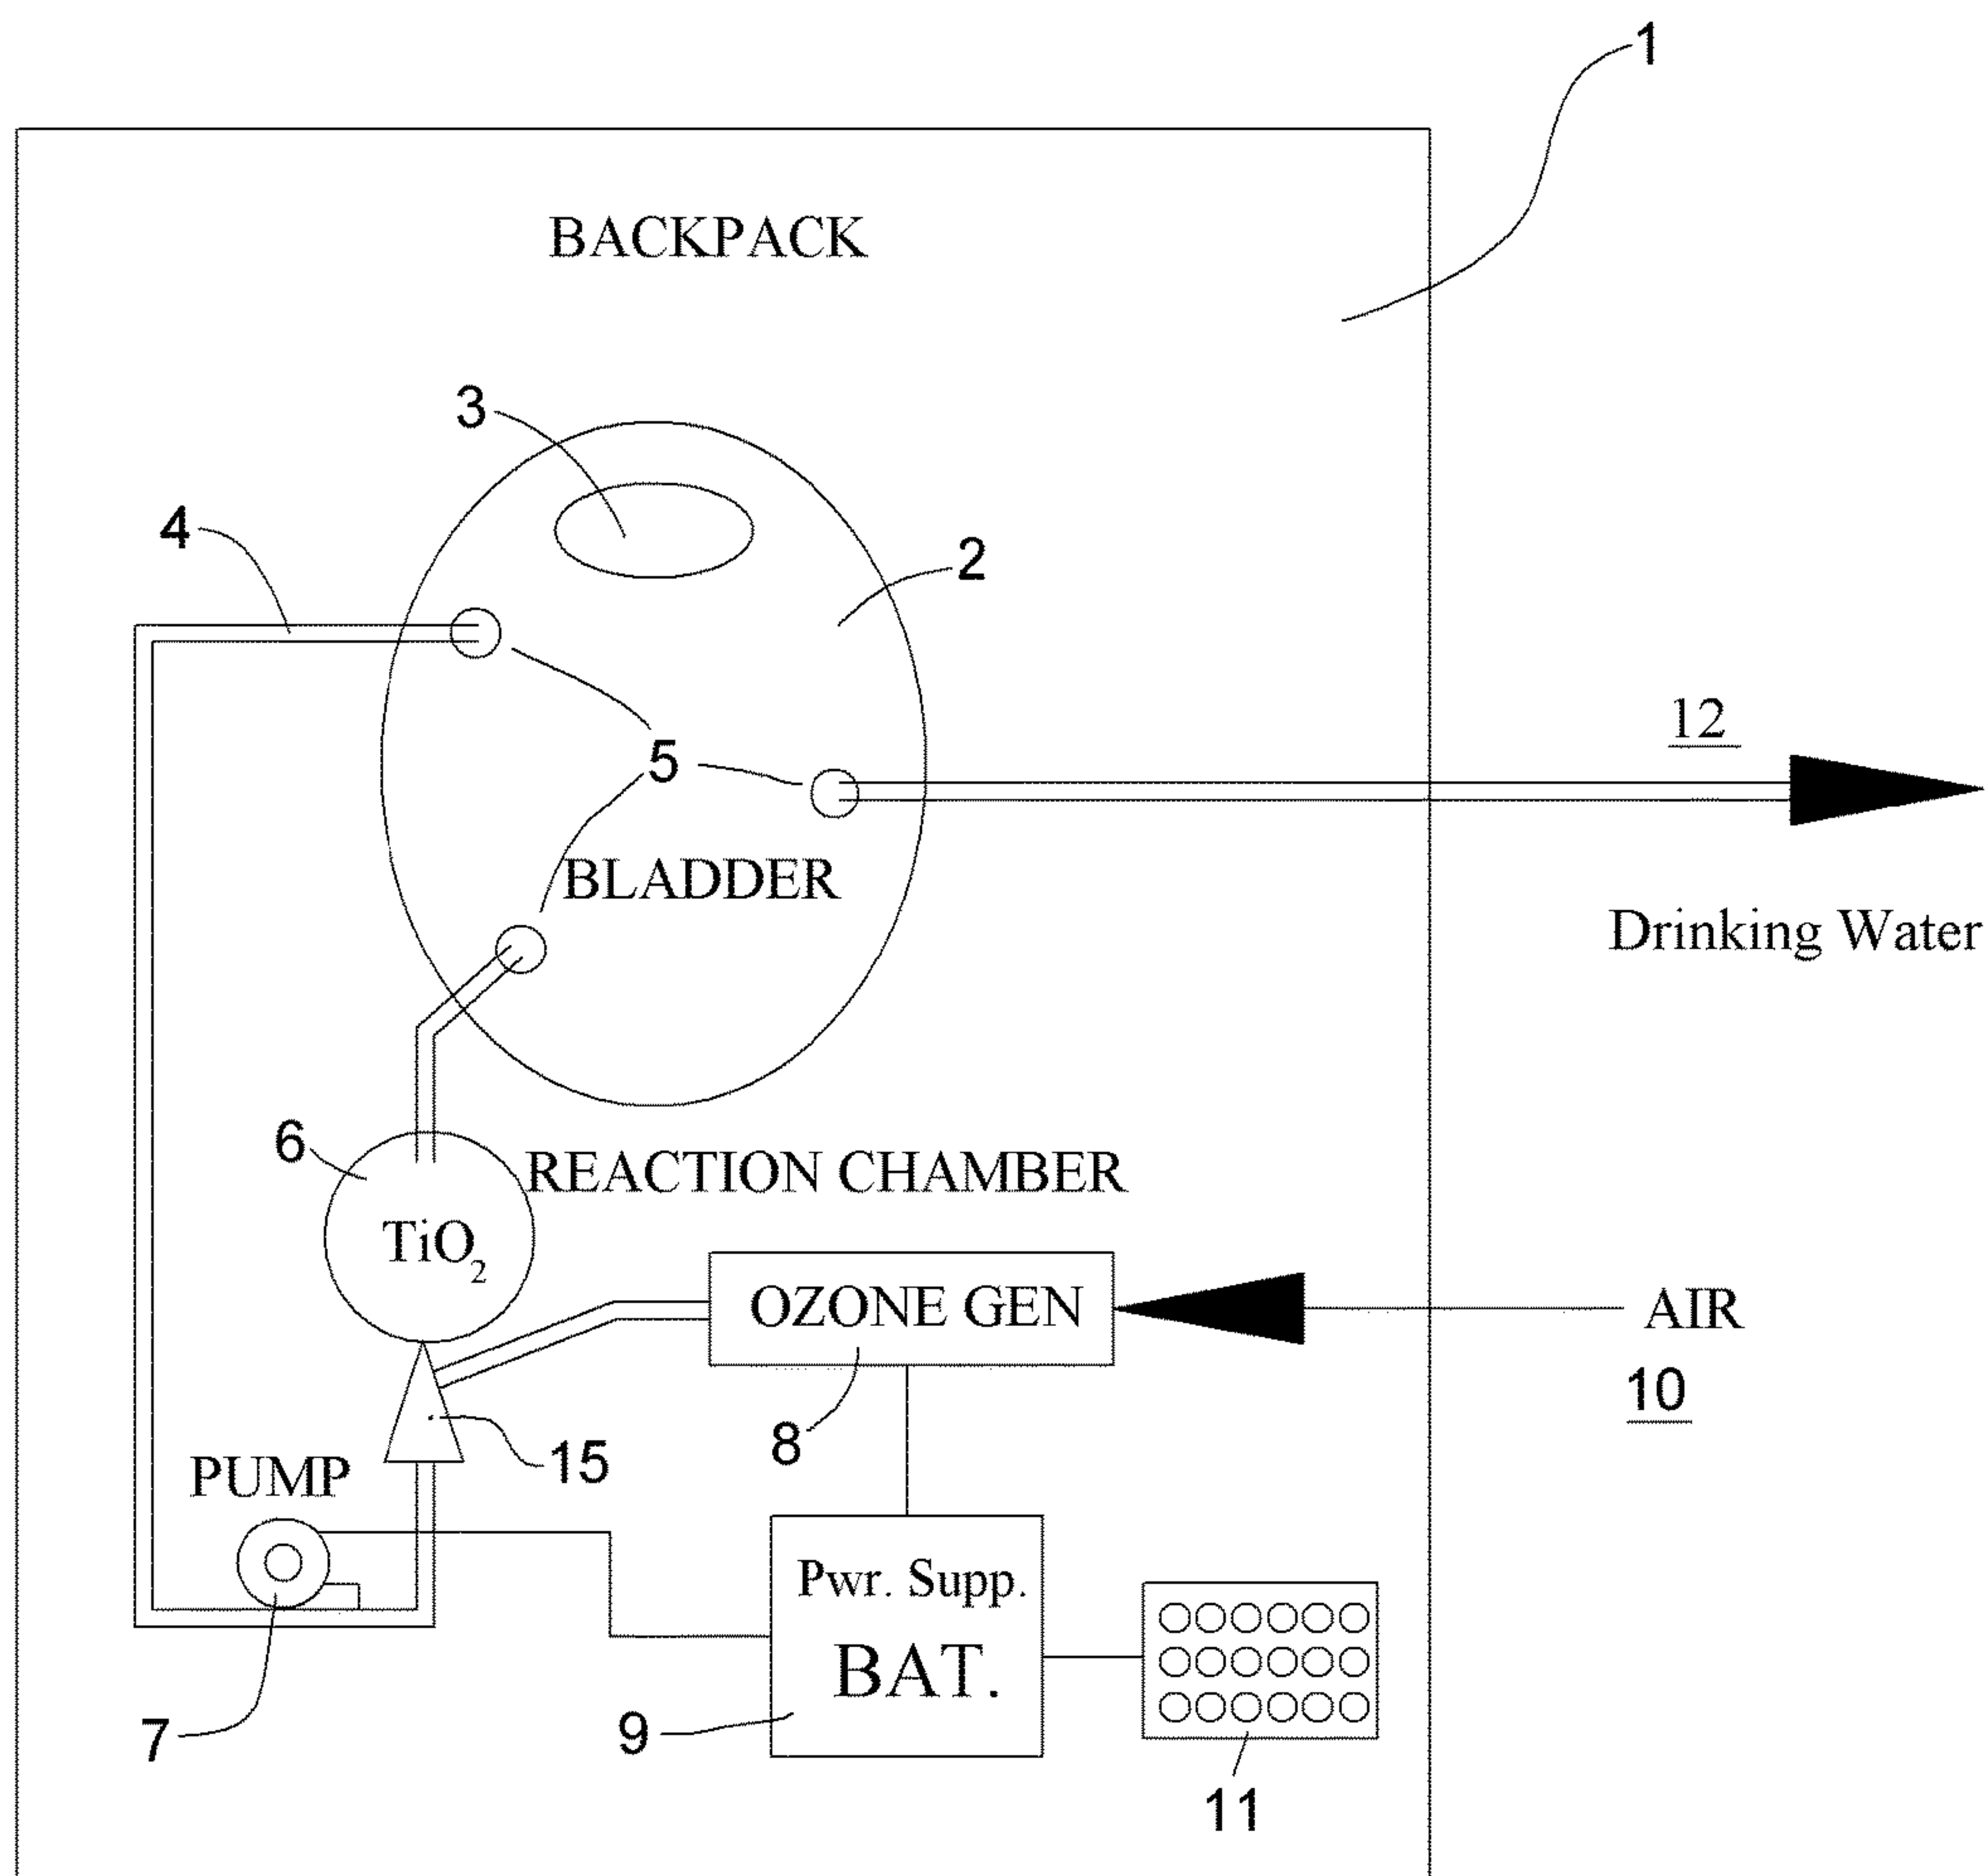 1
BACKPACK
3
4
2
12
5
BLADDER
Drinking Water
6
REACTION CHAMBER
TiO₂
OZONE GEN
AIR
10
8
15
PUMP
Pwr. Supp.
BAT.
7
9
11